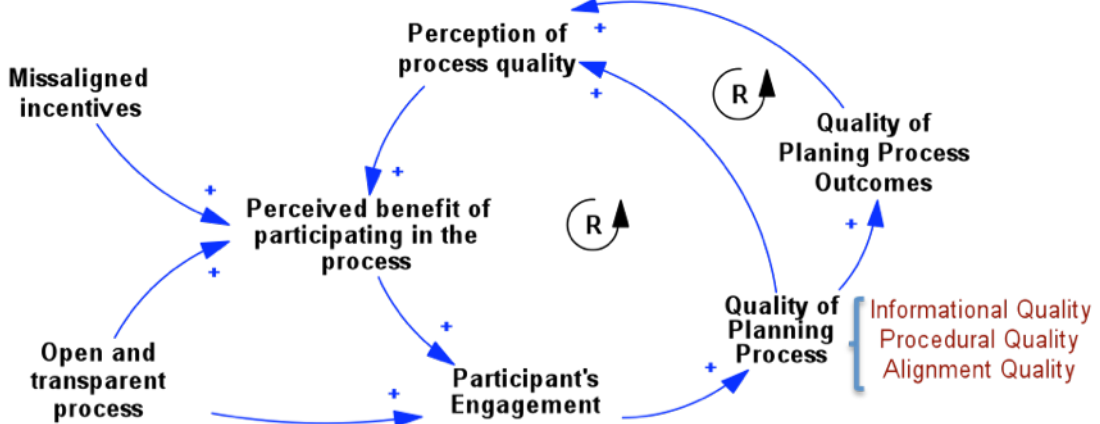 Perception of
process quality
+
+
Missaligned
incentives
R
Quality of
Planing Process
Outcomes
+
+
Perceived benefit of
participating in the
process
R
+
+
Quality of
Planning
Process
Informational Quality
Procedural Quality
Alignment Quality
+
Open and
transparent
process
+
Participant's
Engagement
+
+